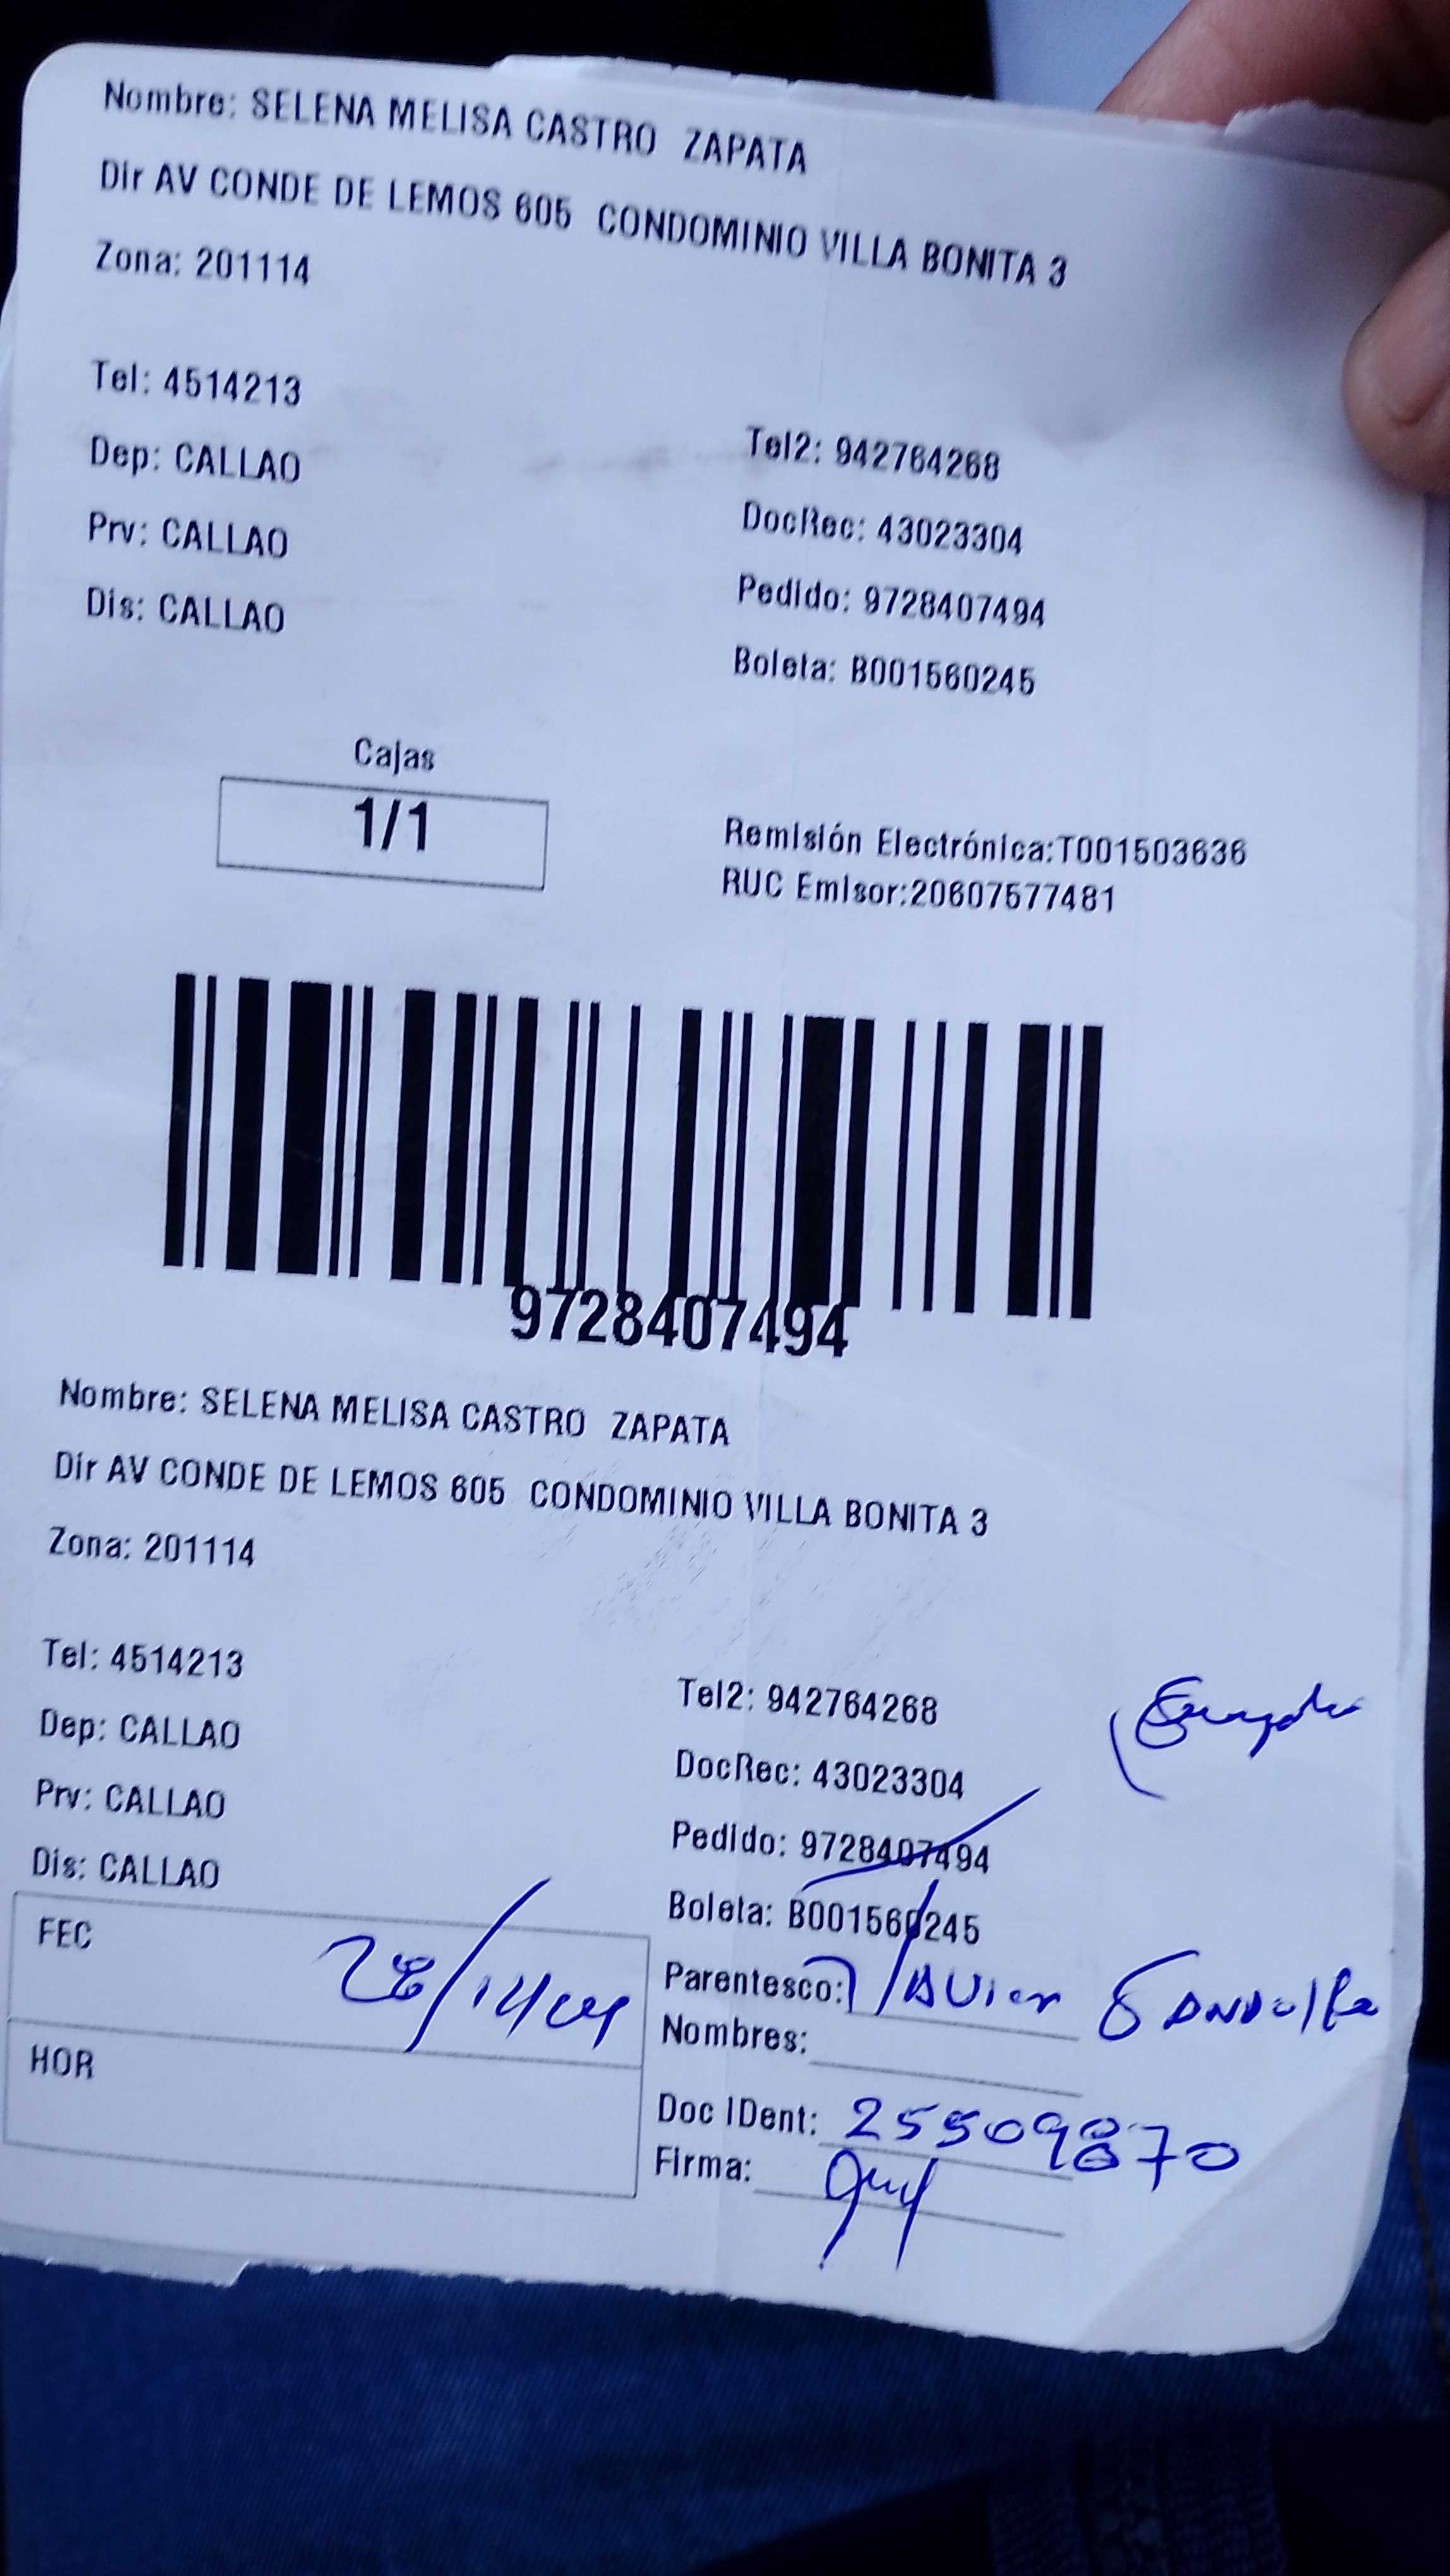 Nombre: SELENA MELISA CASTRO ZAPATA
Dir AV CONDE DE LEMOS 605 CONDOMINIO VILLA BONITA 3
Zona: 201114
Tel: 4514213
Tel2: 942764268
Dep: CALLAO
DocRec: 43023304
Prv: CALLAO
Pedido: 9728407494
Dis: CALLAO
Boleta: B001560245
Cajas
1/1
Remisión Electrónica:T001503636
RUC Emisor:20607577481
9728407494
Nombre: SELENA MELISA CASTRO ZAPATA
Dir AV CONDE DE LEMOS 605 CONDOMINIO VILLA BONITA 3
Zona: 201114
Tel: 4514213
Tel2: 942764268
Dep: CALLAO
DocRec: 43023304
Prv: CALLAO
Pedido: 9728407494
Dis: CALLAO
Boleta: B001560245
FEC
Parentesco: Javier
Nombres:
HOR
Doc IDent: 25509870
Firma: